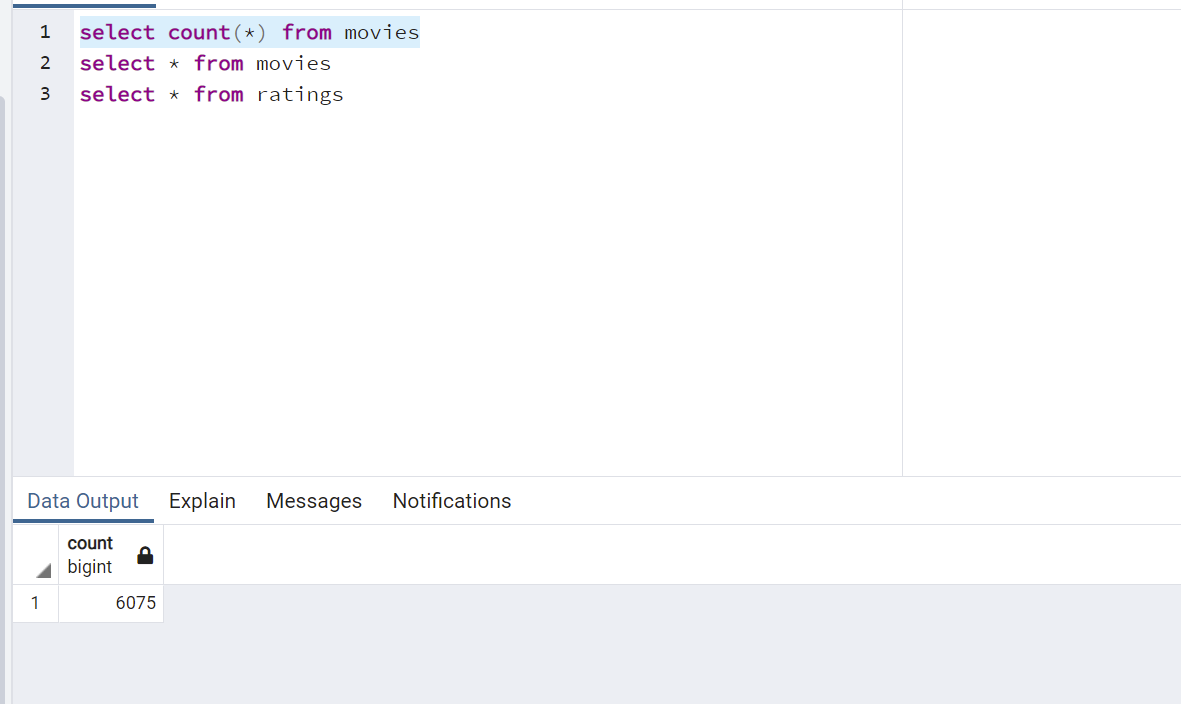 1 select count(*) from movies
2 select * from movies
3 select * from ratings
Data Output Explain Messages Notifications
count
bigint
1 6075